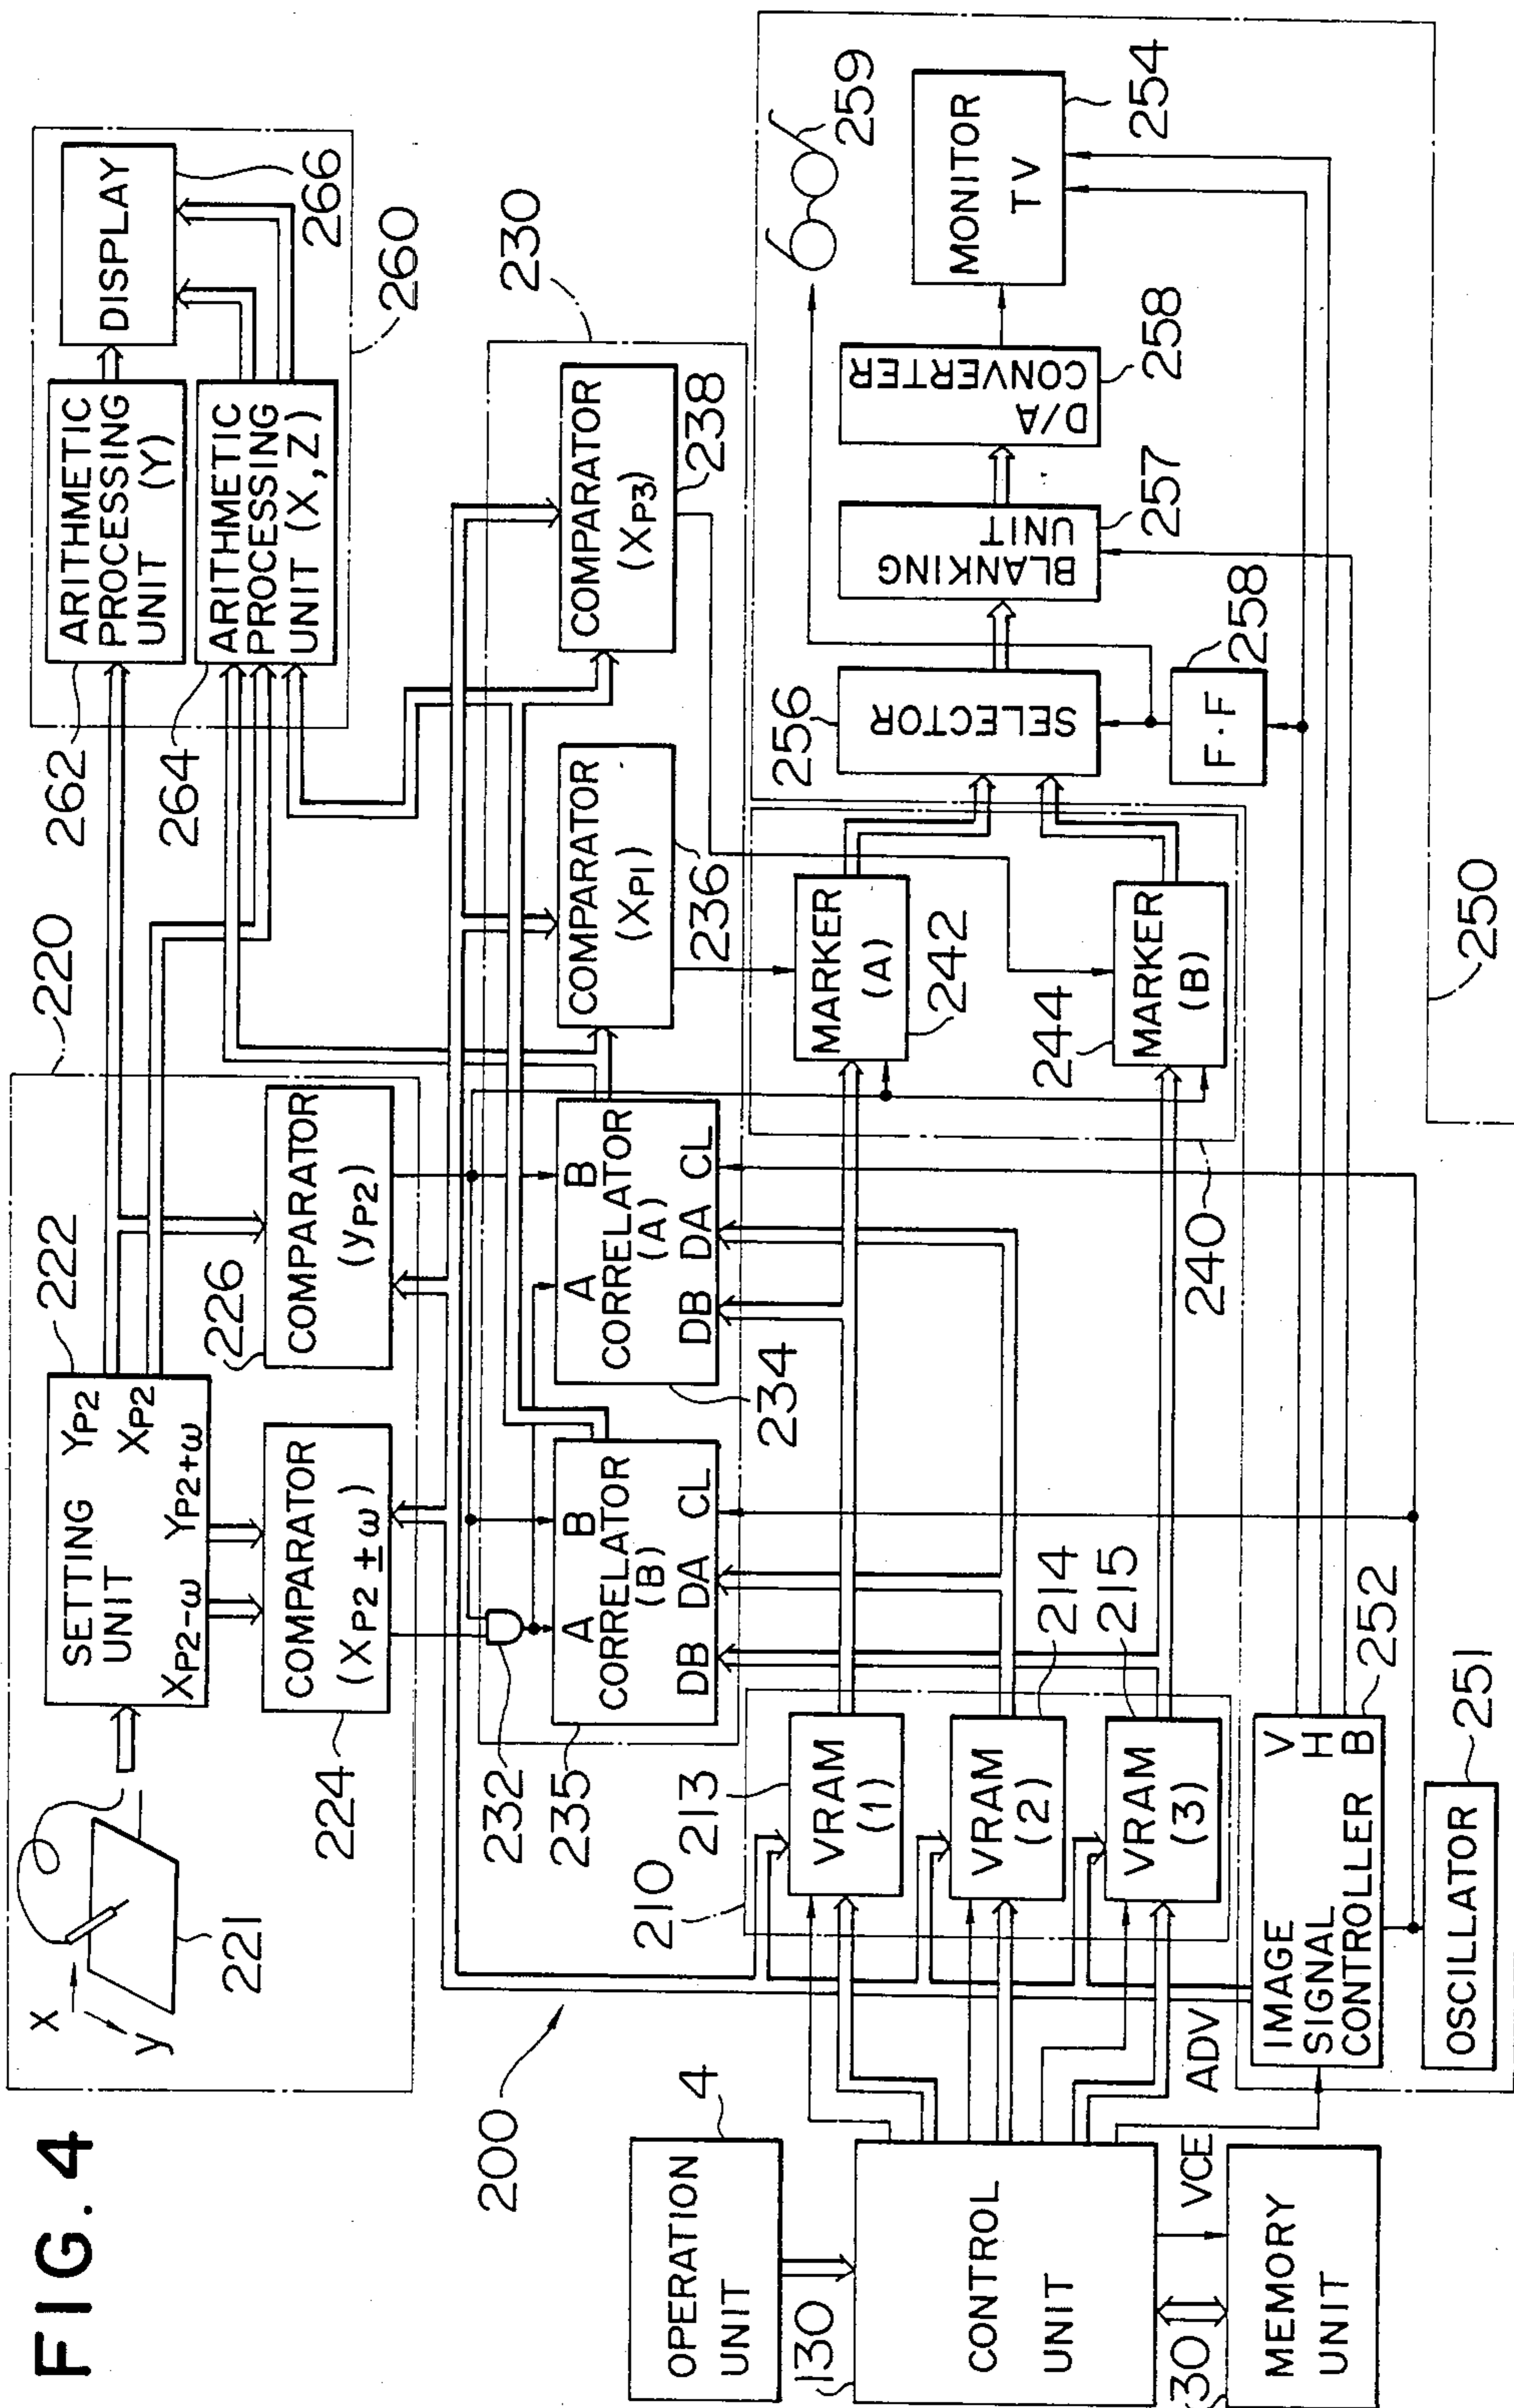 FIG. 4
x
y
221
SETTING
UNIT
YP2
XP2
XP2-ω
YP2+ω
222
220
COMPARATOR
(XP2 ± ω)
224
COMPARATOR
(yP2)
226
ARITHMETIC
PROCESSING
UNIT (Y)
262
ARITHMETIC
PROCESSING
UNIT (X,Z)
264
DISPLAY
266
260
230
232
A
B
CORRELATOR
(B)
DB DA CL
235
A
B
CORRELATOR
(A)
DB DA CL
234
COMPARATOR
(XP1)
236
COMPARATOR
(XP3)
238
200
OPERATION
UNIT
4
CONTROL
UNIT
130
MEMORY
UNIT
30
VCE
ADV
210
VRAM
(1)
213
VRAM
(2)
214
VRAM
(3)
215
MARKER
(A)
242
MARKER
(B)
244
240
SELECTOR
256
BLANKING
UNIT
257
D/A
CONVERTER
258
MONITOR
TV
254
259
F·F
258
IMAGE
SIGNAL
CONTROLLER
V
H
B
252
OSCILLATOR
251
250